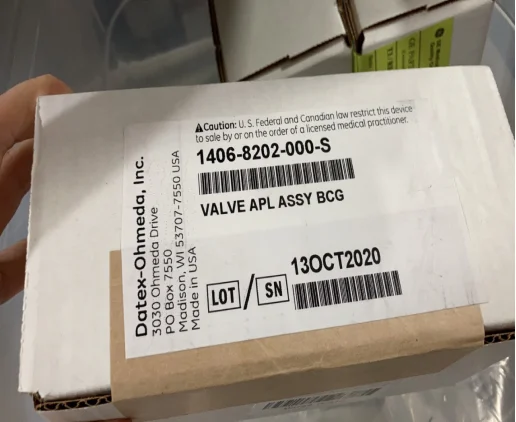 ⚠Caution: U.S. Federal and Canadian law restrict this device
to sale by or on the order of a licensed medical practitioner.
1406-8202-000-S
VALVE APL ASSY BCG
LOT / SN 13OCT2020
Datex-Ohmeda, Inc.
3030 Ohmeda Drive
PO Box 7550
Madison, WI 53707-7550 USA
Made in USA